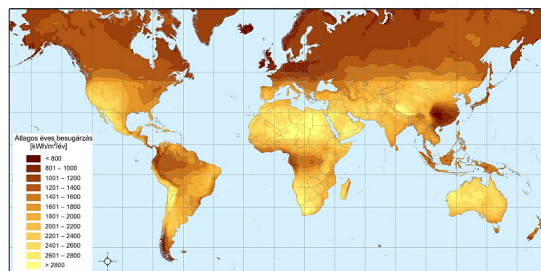 Átlagos éves besugárzás
[kWh/m²/év]
< 800
801 – 1000
1001 – 1200
1201 – 1400
1401 – 1600
1601 – 1800
1801 – 2000
2001 – 2200
2201 – 2400
2401 – 2600
2601 – 2800
> 2800